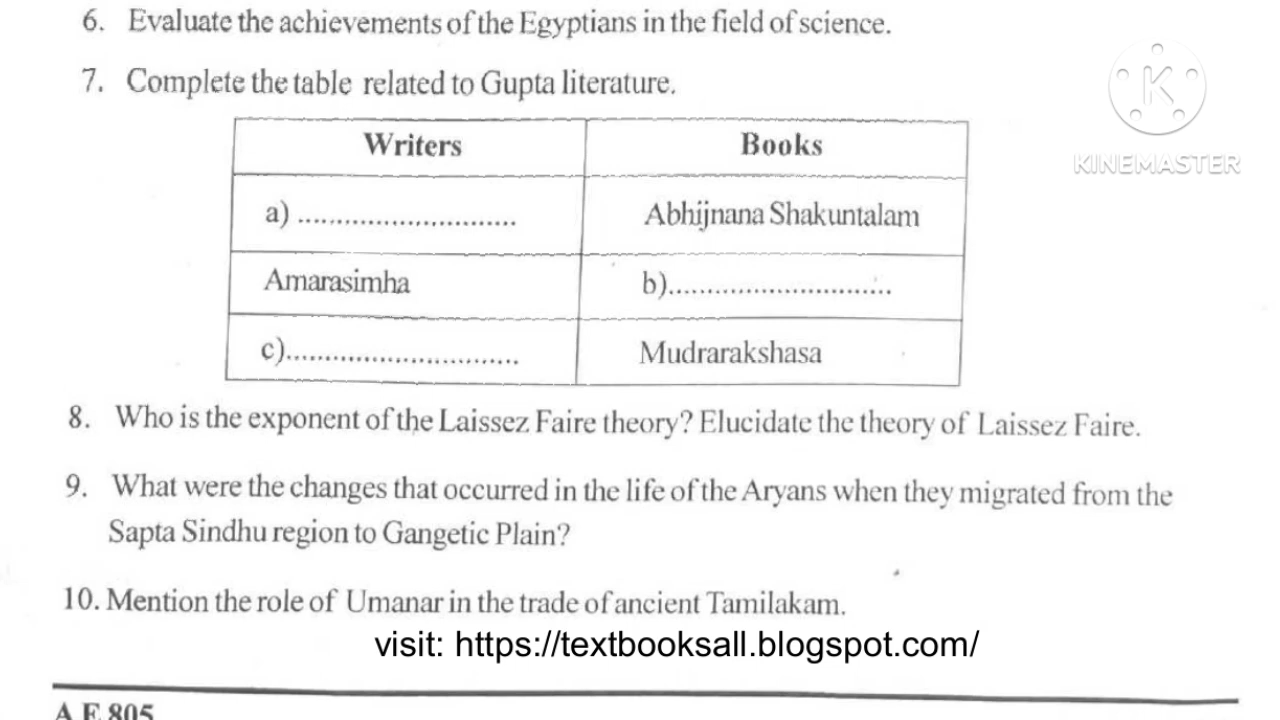 6. Evaluate the achievements of the Egyptians in the field of science.
7. Complete the table related to Gupta literature.
K
KINEMASTER
Writers Books
a) ............................ Abhijnana Shakuntalam
Amarasimha b).............................
c).............................. Mudrarakshasa
8. Who is the exponent of the Laissez Faire theory? Elucidate the theory of Laissez Faire.
9. What were the changes that occurred in the life of the Aryans when they migrated from the
Sapta Sindhu region to Gangetic Plain?
10. Mention the role of Umanar in the trade of ancient Tamilakam.
visit: https://textbooksall.blogspot.com/
A E 805